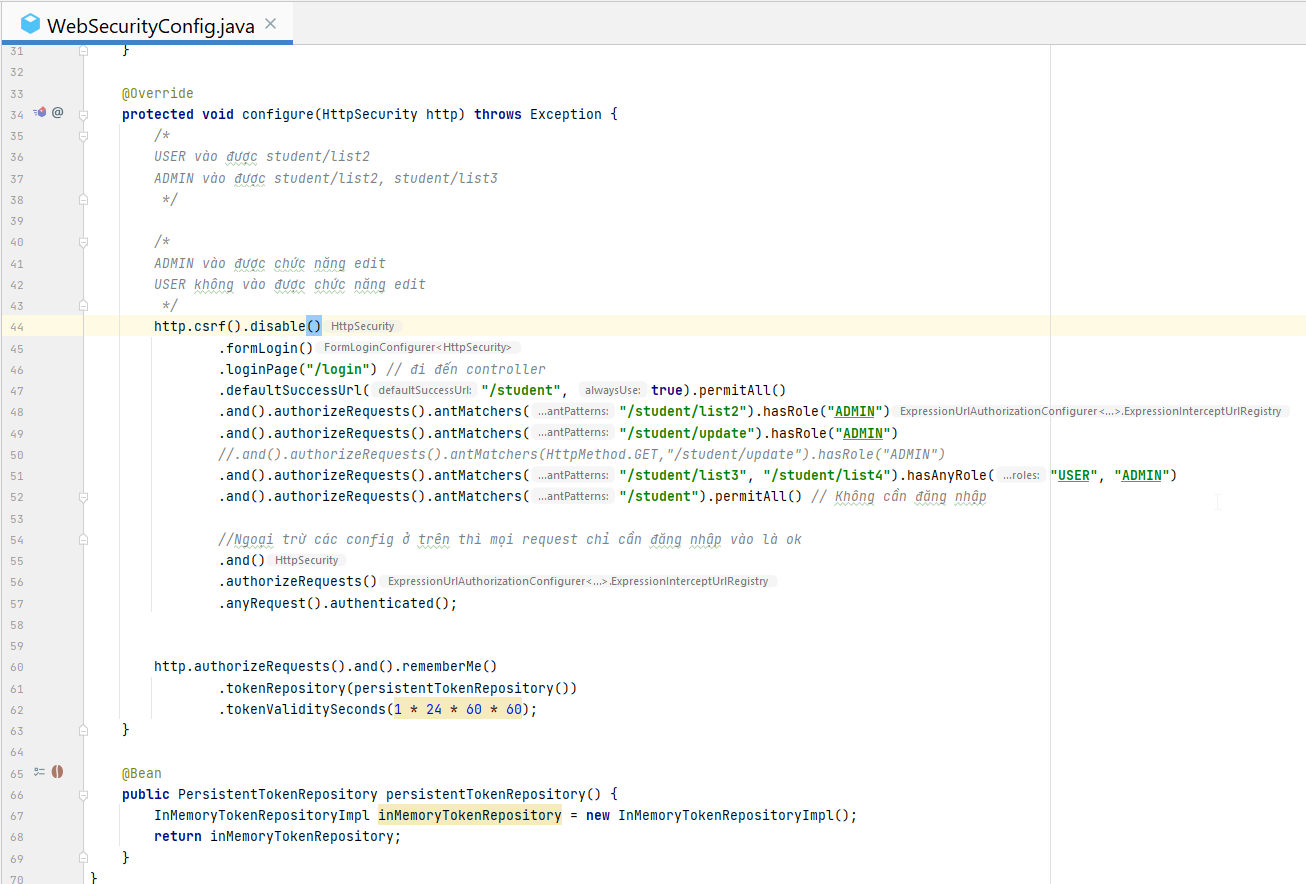 WebSecurityConfig.java
31 }
32
33 @Override
34 @ protected void configure(HttpSecurity http) throws Exception {
35 /*
36 USER vào được student/list2
37 ADMIN vào được student/list2, student/list3
38 */
39
40 /*
41 ADMIN vào được chức năng edit
42 USER không vào được chức năng edit
43 */
44 http.csrf().disable() HttpSecurity
45 .formLogin() FormLoginConfigurer<HttpSecurity>
46 .loginPage("/login") // đi đến controller
47 .defaultSuccessUrl( defaultSuccessUrl: "/student", alwaysUse: true).permitAll()
48 .and().authorizeRequests().antMatchers( ...antPatterns: "/student/list2").hasRole("ADMIN") ExpressionUrlAuthorizationConfigurer<...>.ExpressionInterceptUrlRegistry
49 .and().authorizeRequests().antMatchers( ...antPatterns: "/student/update").hasRole("ADMIN")
50 //.and().authorizeRequests().antMatchers(HttpMethod.GET,"/student/update").hasRole("ADMIN")
51 .and().authorizeRequests().antMatchers( ...antPatterns: "/student/list3", "/student/list4").hasAnyRole( ...roles: "USER", "ADMIN")
52 .and().authorizeRequests().antMatchers( ...antPatterns: "/student").permitAll() // Không cần đăng nhập
53
54 //Ngoại trừ các config ở trên thì mọi request chỉ cần đăng nhập vào là ok
55 .and() HttpSecurity
56 .authorizeRequests() ExpressionUrlAuthorizationConfigurer<...>.ExpressionInterceptUrlRegistry
57 .anyRequest().authenticated();
58
59
60 http.authorizeRequests().and().rememberMe()
61 .tokenRepository(persistentTokenRepository())
62 .tokenValiditySeconds(1 * 24 * 60 * 60);
63 }
64
65 @Bean
66 public PersistentTokenRepository persistentTokenRepository() {
67 InMemoryTokenRepositoryImpl inMemoryTokenRepository = new InMemoryTokenRepositoryImpl();
68 return inMemoryTokenRepository;
69 }
70 }